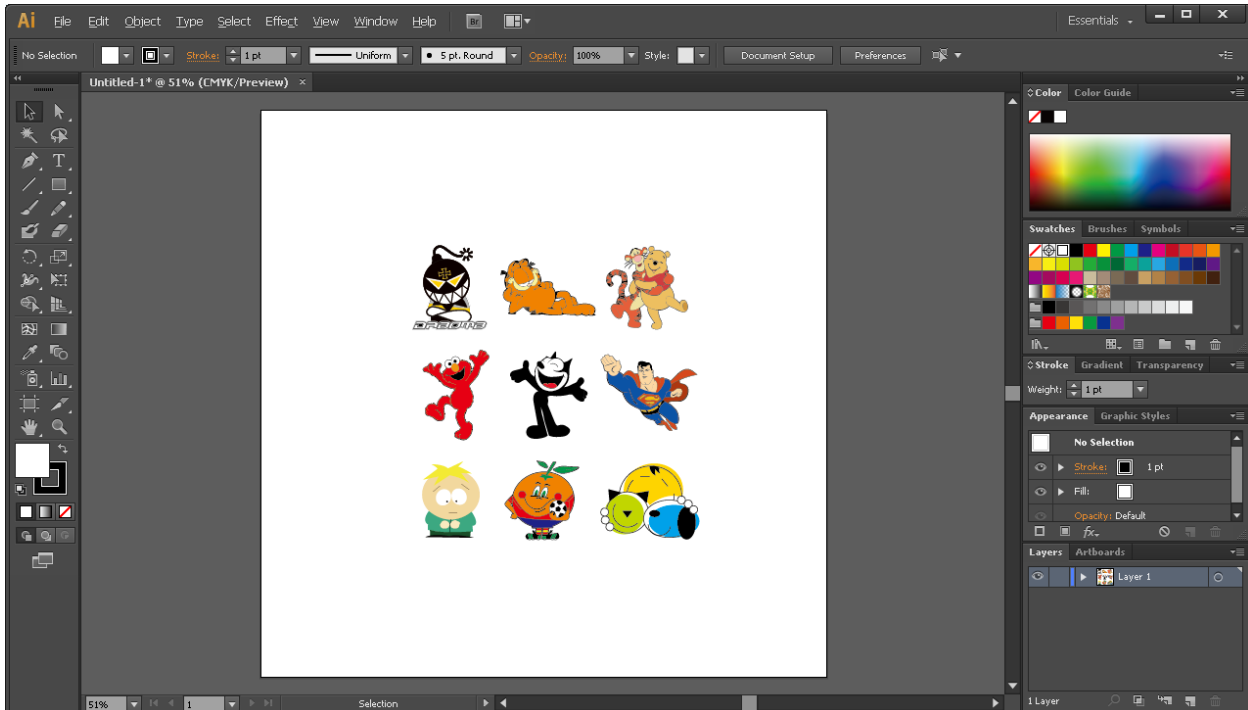 Ai File Edit Object Type Select Effect View Window Help Br Essentials
No Selection Stroke: 1 pt Uniform 5 pt. Round Opacity: 100% Style: Document Setup Preferences
Untitled-1* @ 51% (CMYK/Preview) ×
Color Color Guide
Swatches Brushes Symbols
Stroke Gradient Transparency
Weight: 1 pt
Appearance Graphic Styles
No Selection
Stroke: 1 pt
Fill:
Opacity: Default
fx
Layers Artboards
Layer 1
51% 1 Selection
1 Layer